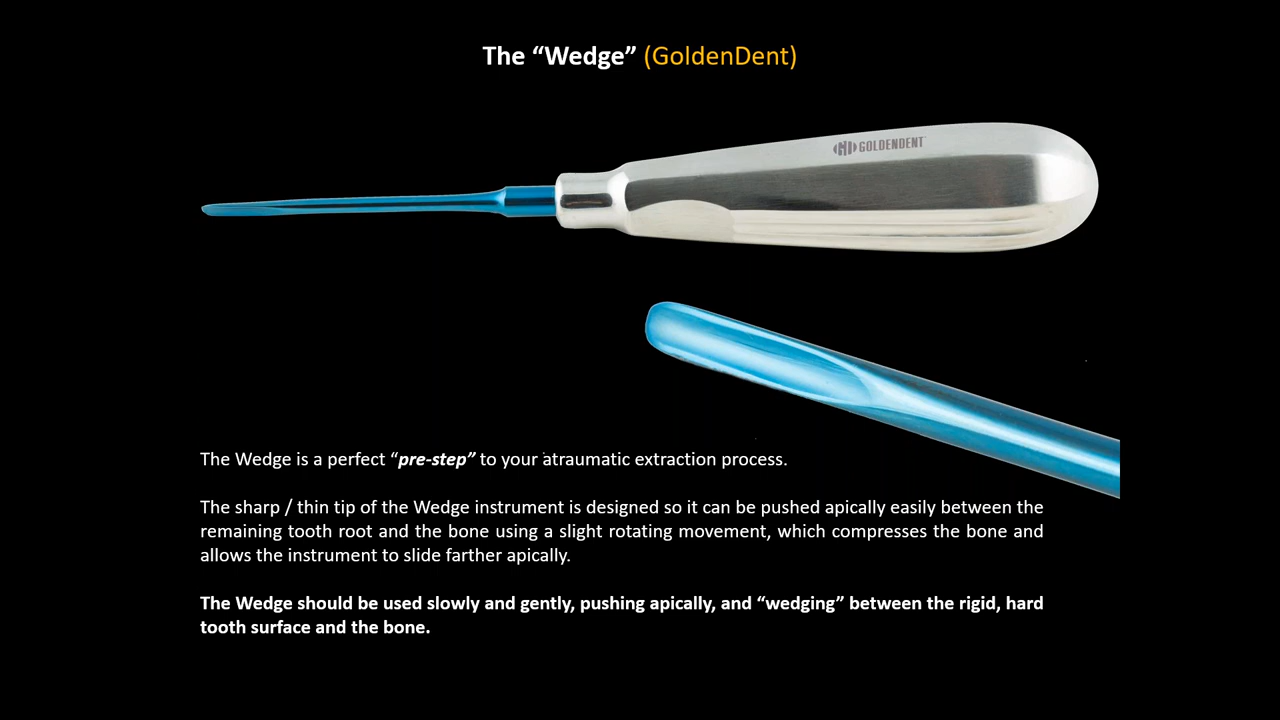 The “Wedge” (GoldenDent)
GOLDENDENT
The Wedge is a perfect “pre-step” to your atraumatic extraction process.
The sharp / thin tip of the Wedge instrument is designed so it can be pushed apically easily between the
remaining tooth root and the bone using a slight rotating movement, which compresses the bone and
allows the instrument to slide farther apically.
The Wedge should be used slowly and gently, pushing apically, and “wedging” between the rigid, hard
tooth surface and the bone.